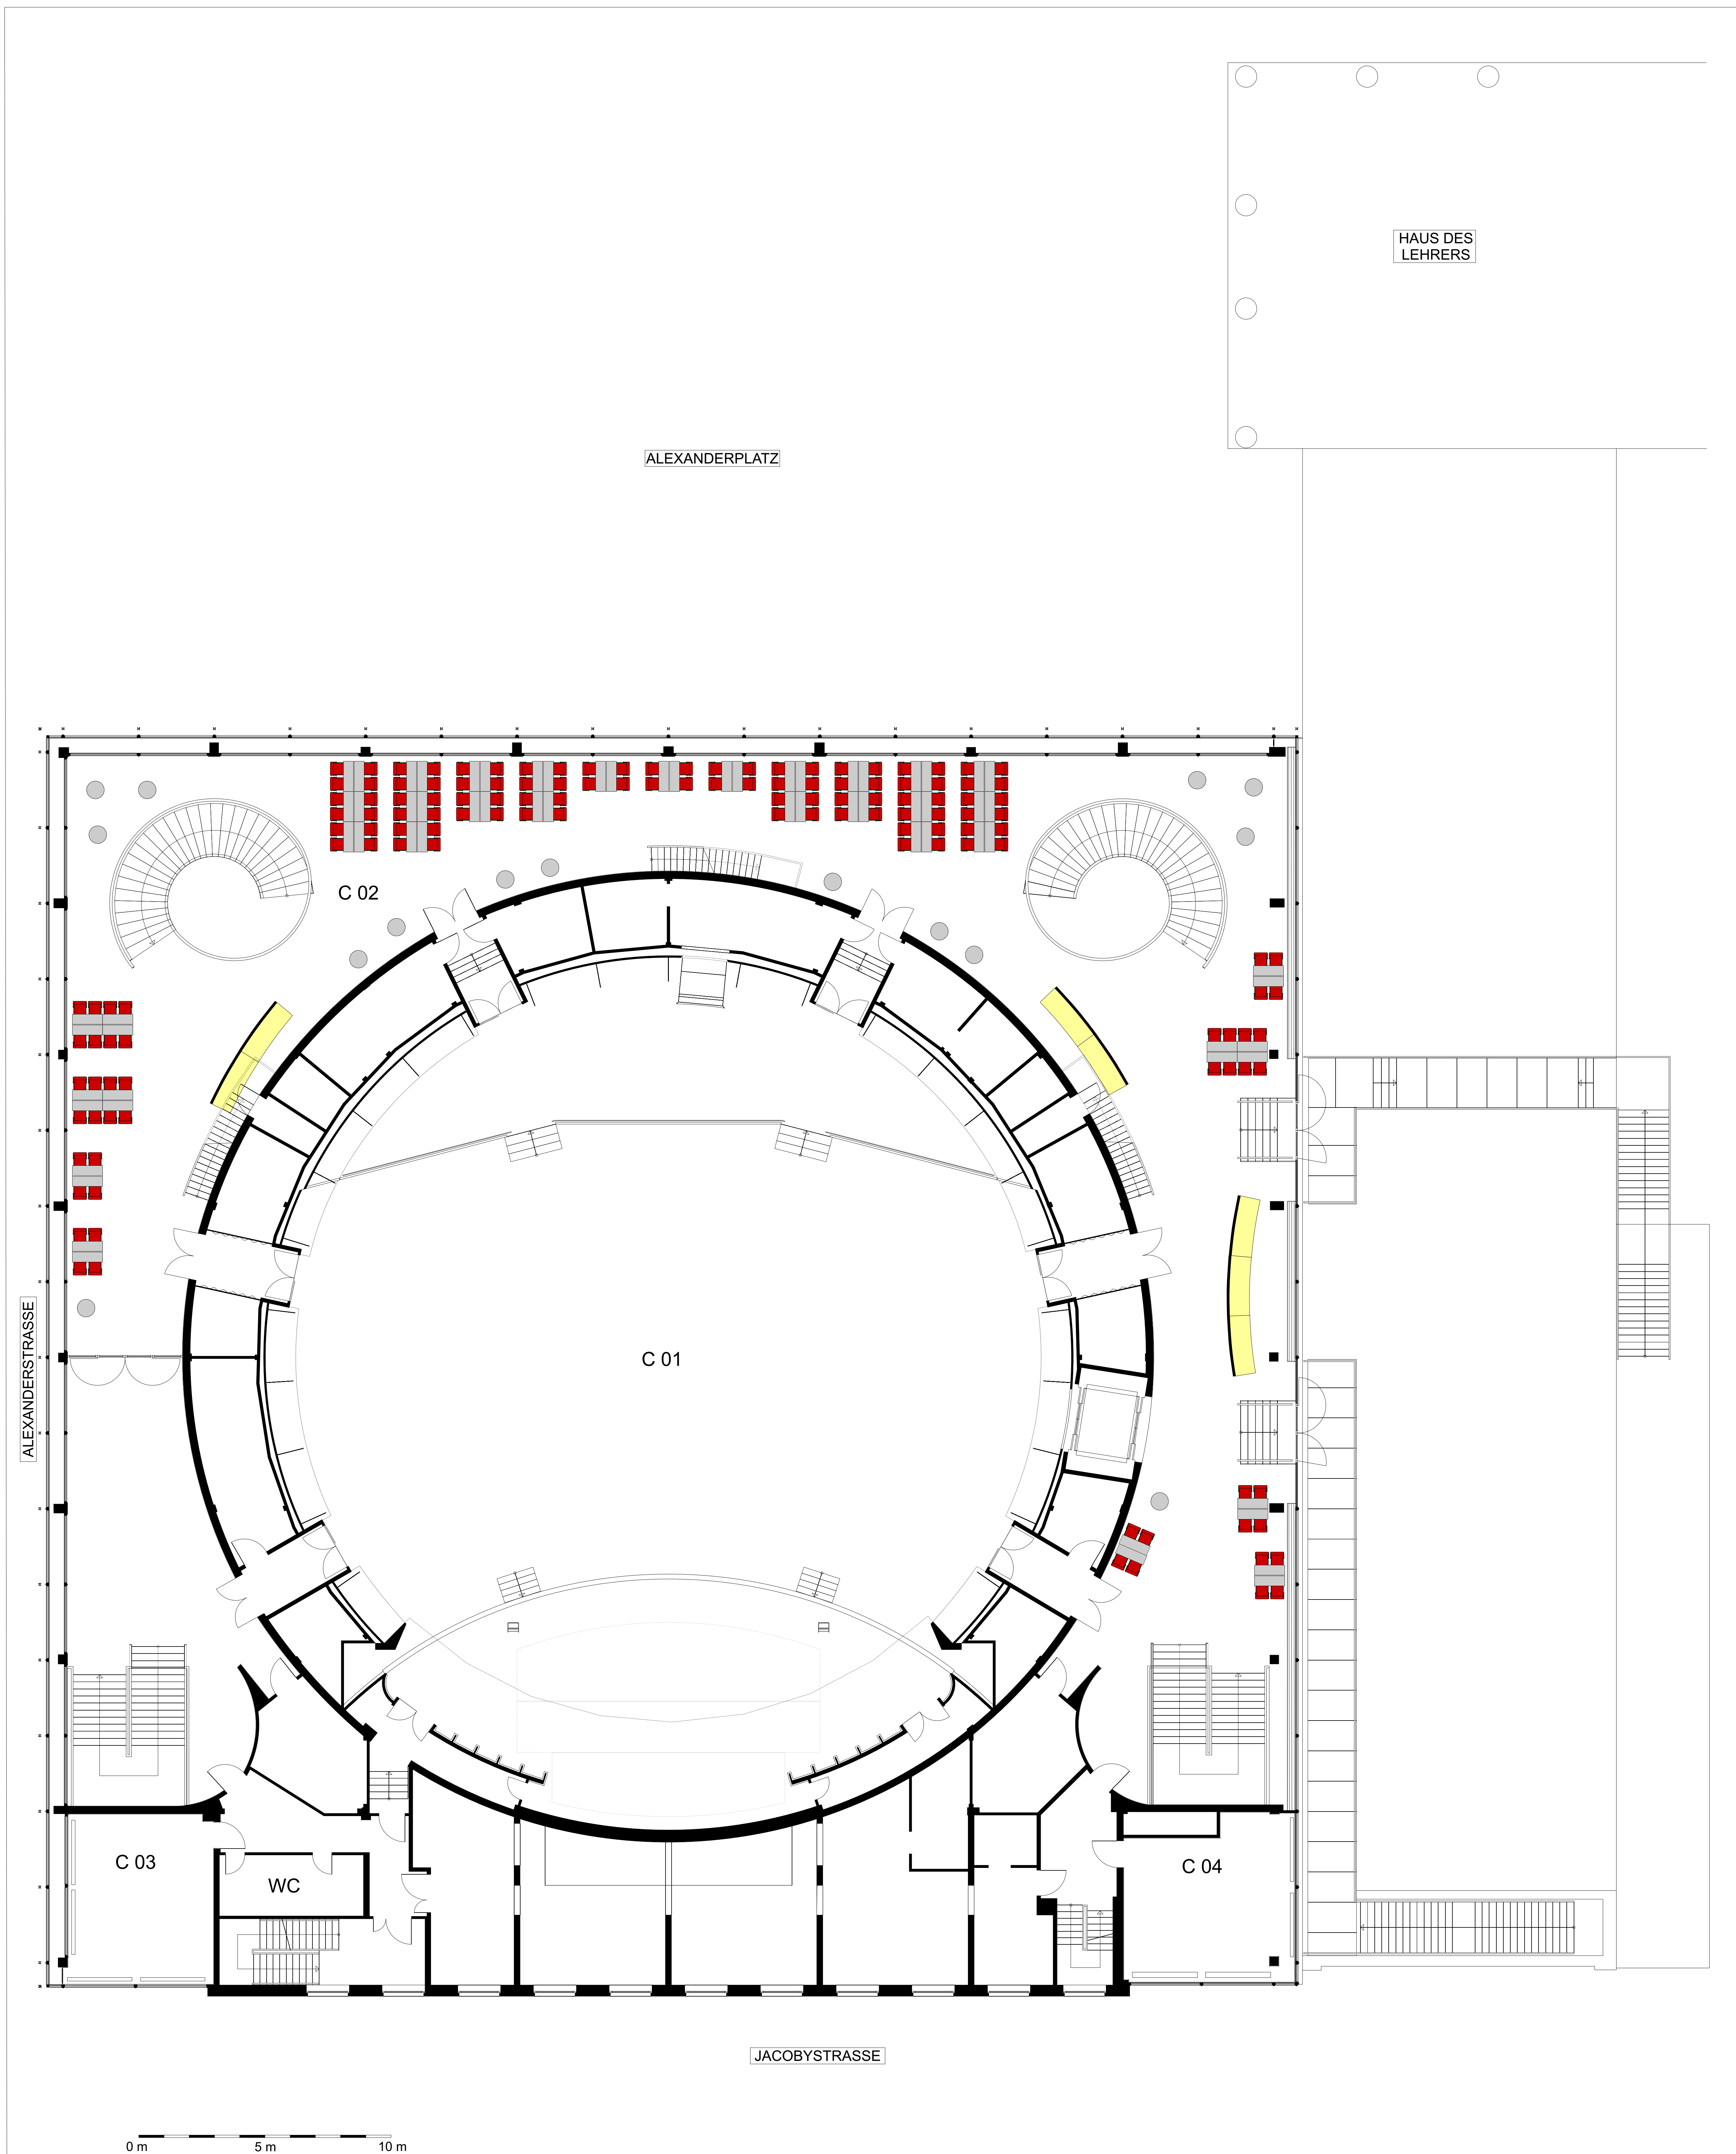 HAUS DES
LEHRERS
ALEXANDERPLATZ
C 02
C 01
ALEXANDERSTRASSE
C 03
WC
C 04
JACOBYSTRASSE
0 m 5 m 10 m